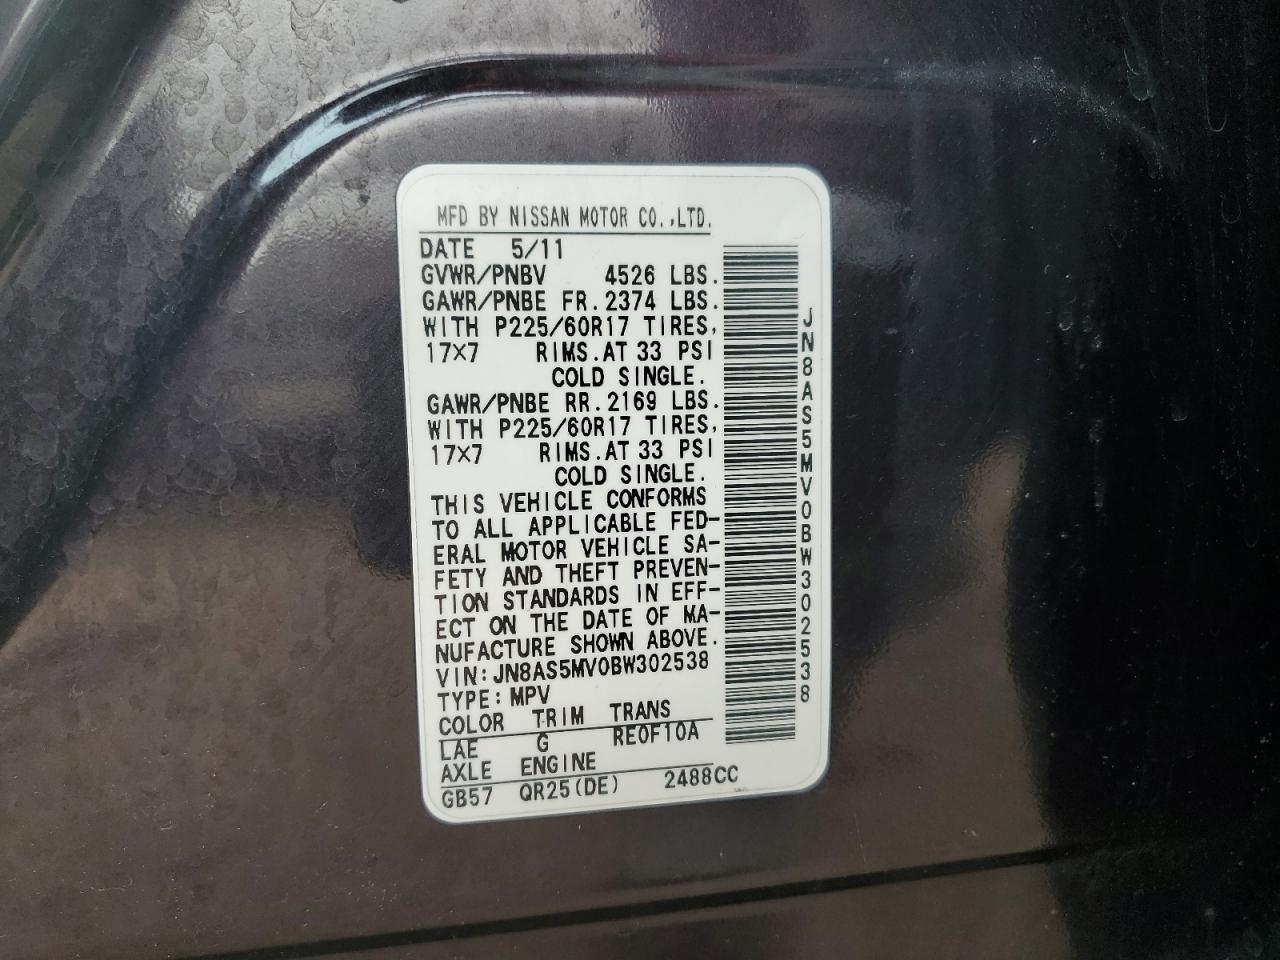 MFD BY NISSAN MOTOR CO.,LTD.
DATE 5/11
GVWR/PNBV 4526 LBS.
GAWR/PNBE FR.2374 LBS.
WITH P225/60R17 TIRES,
17×7 RIMS.AT 33 PSI
COLD SINGLE.
GAWR/PNBE RR.2169 LBS.
WITH P225/60R17 TIRES,
17×7 RIMS.AT 33 PSI
COLD SINGLE.
THIS VEHICLE CONFORMS
TO ALL APPLICABLE FED-
ERAL MOTOR VEHICLE SA-
FETY AND THEFT PREVEN-
TION STANDARDS IN EFF-
ECT ON THE DATE OF MA-
NUFACTURE SHOWN ABOVE.
VIN:JN8AS5MV0BW302538
TYPE:MPV
COLOR TRIM TRANS
LAE G RE0F10A
AXLE ENGINE
GB57 QR25(DE) 2488CC
JN8AS5MV0BW302538